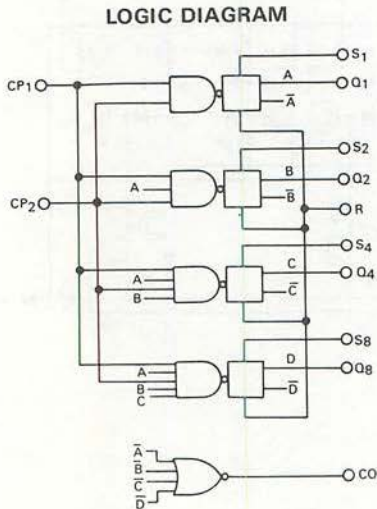 LOGIC DIAGRAM
S1
CP1
A
Q1
A̅
S2
B
Q2
A
B̅
CP2
R
S4
C
Q4
A
B
C̅
S8
D
Q8
A
B
C
D̅
A̅
B̅
C̅
D̅
CO